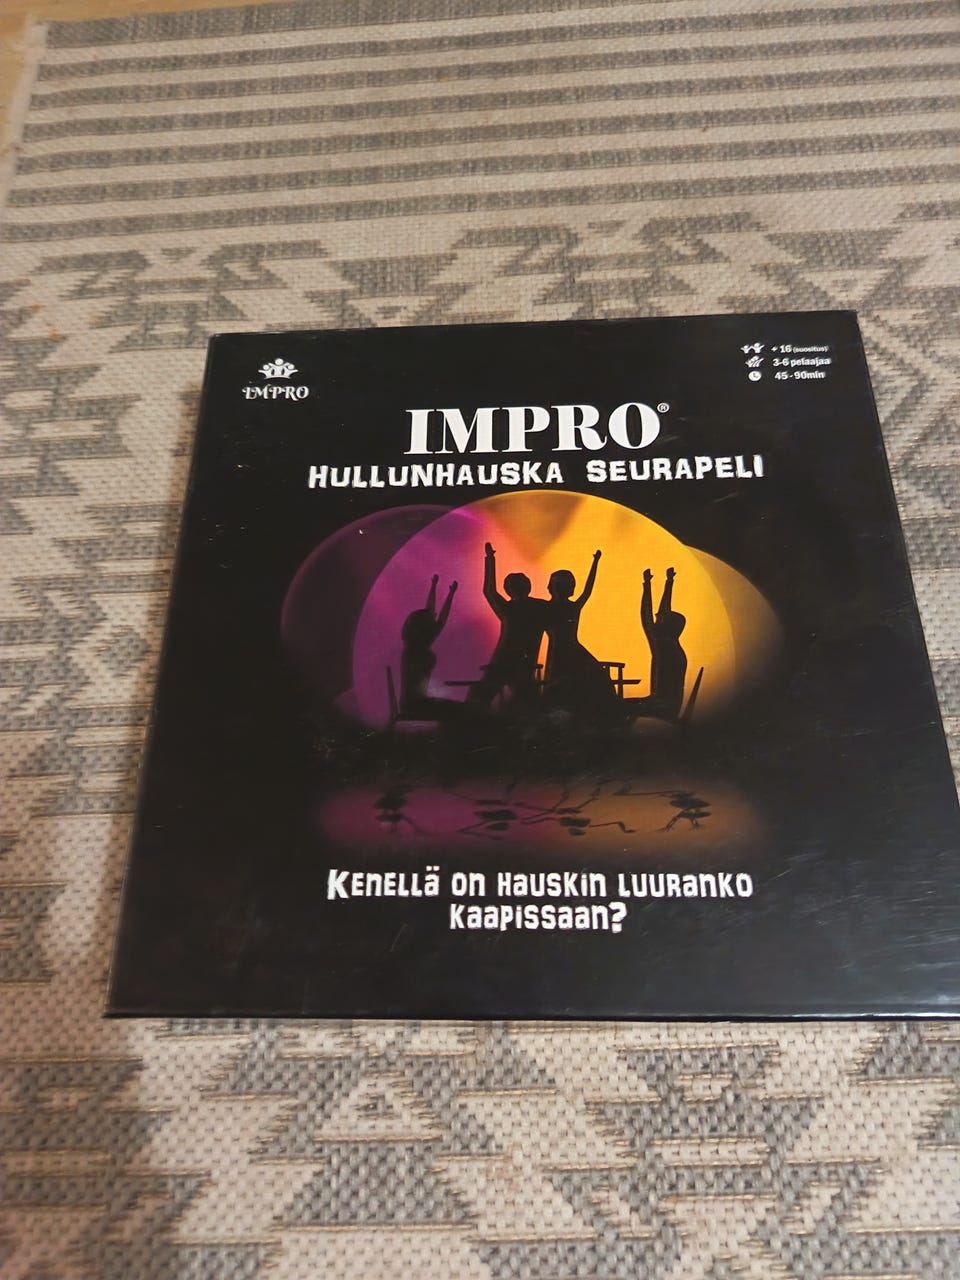 IMPRO
+ 16 (suositus)
3-6 pelaajaa
45 - 90min
IMPRO®
HULLUNHAUSKA SEURAPELI
KENELLÄ ON HAUSKIN LUURANKO
KAAPISSAAN?